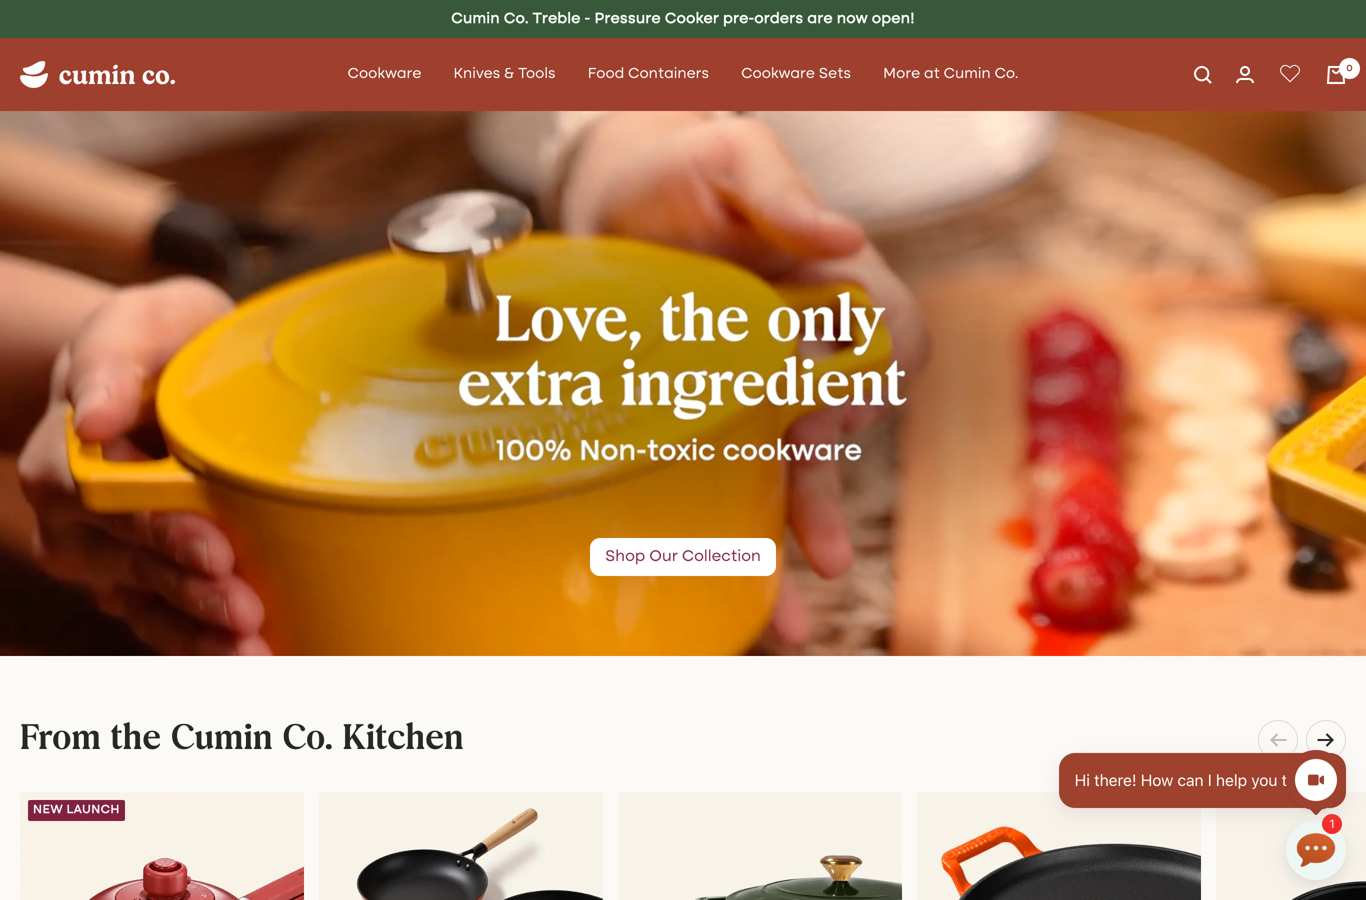 Cumin Co. Treble - Pressure Cooker pre-orders are now open!
cumin co.
Cookware
Knives & Tools
Food Containers
Cookware Sets
More at Cumin Co.
0
Love, the only
extra ingredient
100% Non-toxic cookware
Shop Our Collection
From the Cumin Co. Kitchen
Hi there! How can I help you t
NEW LAUNCH
1